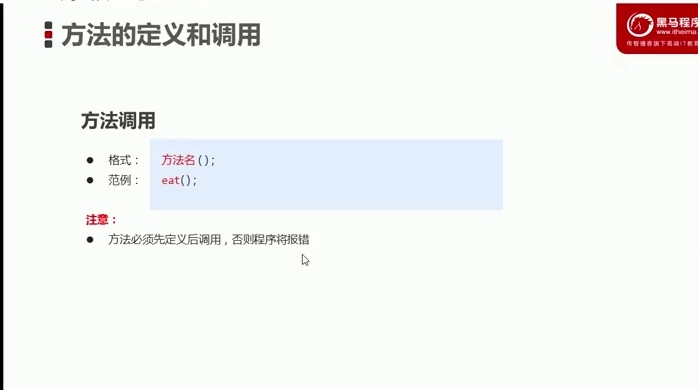 方法的定义和调用
黑马程序
www.itheima.
传智播客旗下高端IT教育
方法调用
● 格式： 方法名();
● 范例： eat();
注意：
● 方法必须先定义后调用，否则程序将报错